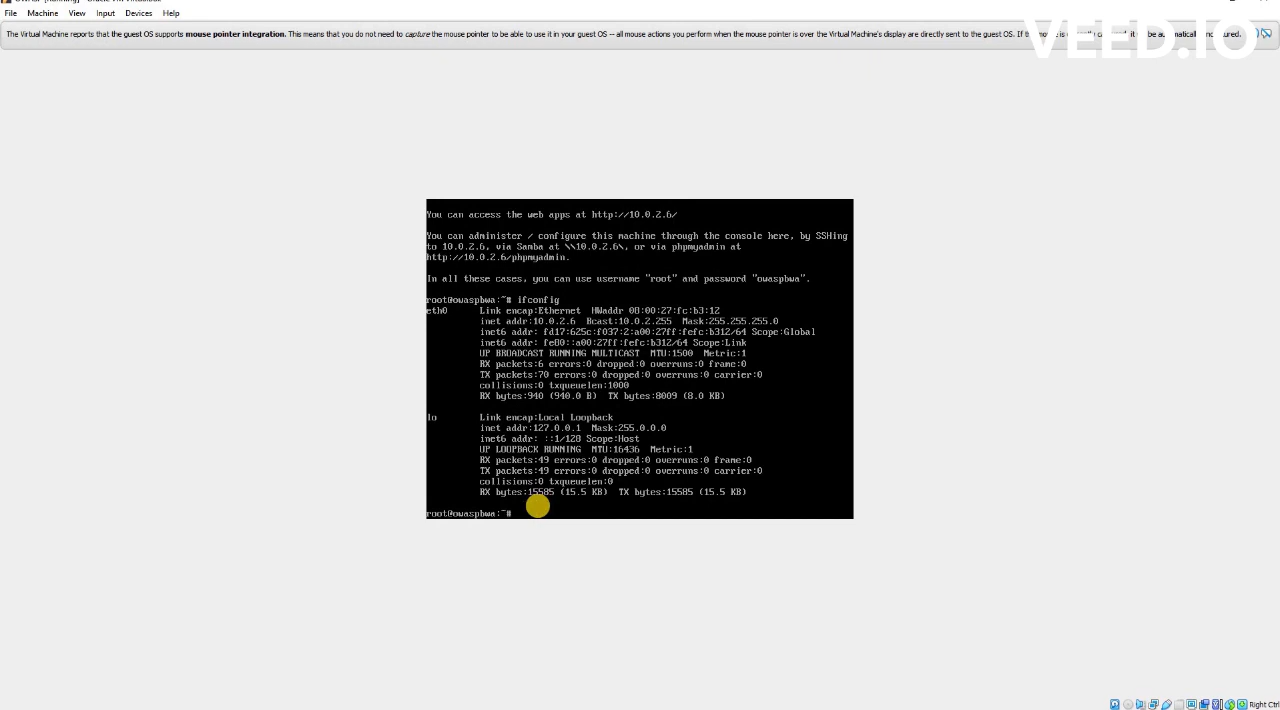 File Machine View Input Devices Help
The Virtual Machine reports that the guest OS supports mouse pointer integration. This means that you do not need to capture the mouse pointer to be able to use it in your guest OS -- all mouse actions you perform when the mouse pointer is over the Virtual Machine's display are directly sent to the guest OS. If the
VEED.IO
You can access the web apps at http://10.0.2.6/
You can administer / configure this machine through the console here, by SSHing
to 10.0.2.6, via Samba at \\10.0.2.6\, or via phpmyadmin at
http://10.0.2.6/phpmyadmin.
In all these cases, you can use username "root" and password "owaspbwa".
root@owaspbwa:~# ifconfig
eth0 Link encap:Ethernet HWaddr 08:00:27:fc:b3:12
inet addr:10.0.2.6 Bcast:10.0.2.255 Mask:255.255.255.0
inet6 addr: fd17:625c:f037:2:a00:27ff:fefc:b312/64 Scope:Global
inet6 addr: fe80::a00:27ff:fefc:b312/64 Scope:Link
UP BROADCAST RUNNING MULTICAST MTU:1500 Metric:1
RX packets:6 errors:0 dropped:0 overruns:0 frame:0
TX packets:70 errors:0 dropped:0 overruns:0 carrier:0
collisions:0 txqueuelen:1000
RX bytes:940 (940.0 B) TX bytes:8009 (8.0 KB)
lo Link encap:Local Loopback
inet addr:127.0.0.1 Mask:255.0.0.0
inet6 addr: ::1/128 Scope:Host
UP LOOPBACK RUNNING MTU:16436 Metric:1
RX packets:49 errors:0 dropped:0 overruns:0 frame:0
TX packets:49 errors:0 dropped:0 overruns:0 carrier:0
collisions:0 txqueuelen:0
RX bytes:15585 (15.5 KB) TX bytes:15585 (15.5 KB)
root@owaspbwa:~#
Right Ctrl